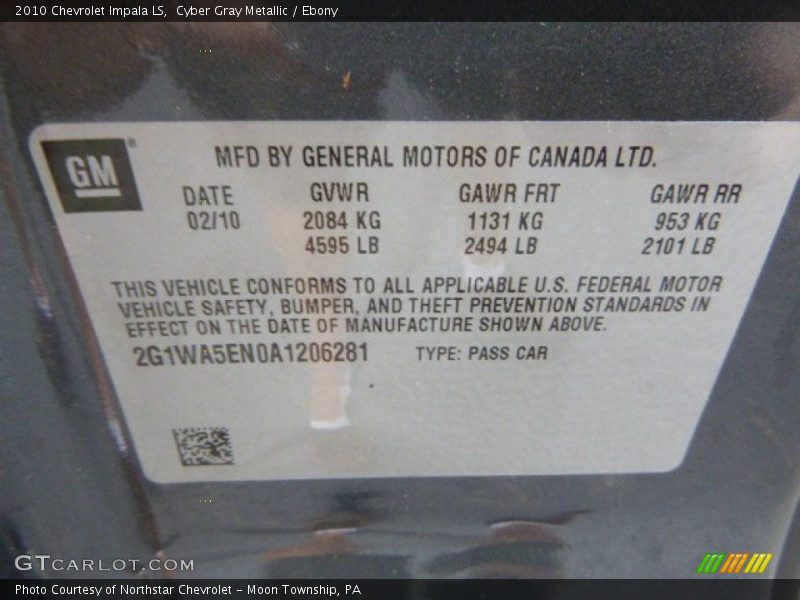 2010 Chevrolet Impala LS, Cyber Gray Metallic / Ebony
GM
MFD BY GENERAL MOTORS OF CANADA LTD.
DATE GVWR GAWR FRT GAWR RR
02/10 2084 KG 1131 KG 953 KG
4595 LB 2494 LB 2101 LB
THIS VEHICLE CONFORMS TO ALL APPLICABLE U.S. FEDERAL MOTOR
VEHICLE SAFETY, BUMPER, AND THEFT PREVENTION STANDARDS IN
EFFECT ON THE DATE OF MANUFACTURE SHOWN ABOVE.
2G1WA5EN0A1206281 TYPE: PASS CAR
GTCARLOT.COM
Photo Courtesy of Northstar Chevrolet - Moon Township, PA